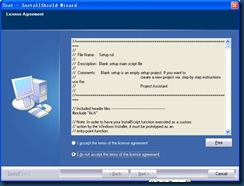 Test - InstallShield Wizard
License Agreement
////////////////////////////////////////////////////////////
===
//
// File Name: Setup.rul
//
// Description: Blank setup main script file
//
// Comments: Blank setup is an empty setup project. If you want to
// create a new project via. step-by step instructions
use the
// Project Assistant.
//
////////////////////////////////////////////////////////////
===
// Included header files ----------------------------------------
#include "ifx.h"
// Note: In order to have your InstallScript function executed as a custom
// action by the Windows Installer, it must be prototyped as an
// entry-point function.
I accept the terms of the license agreement
I do not accept the terms of the license agreement
Print
InstallShield
< Back
Next >
Cancel